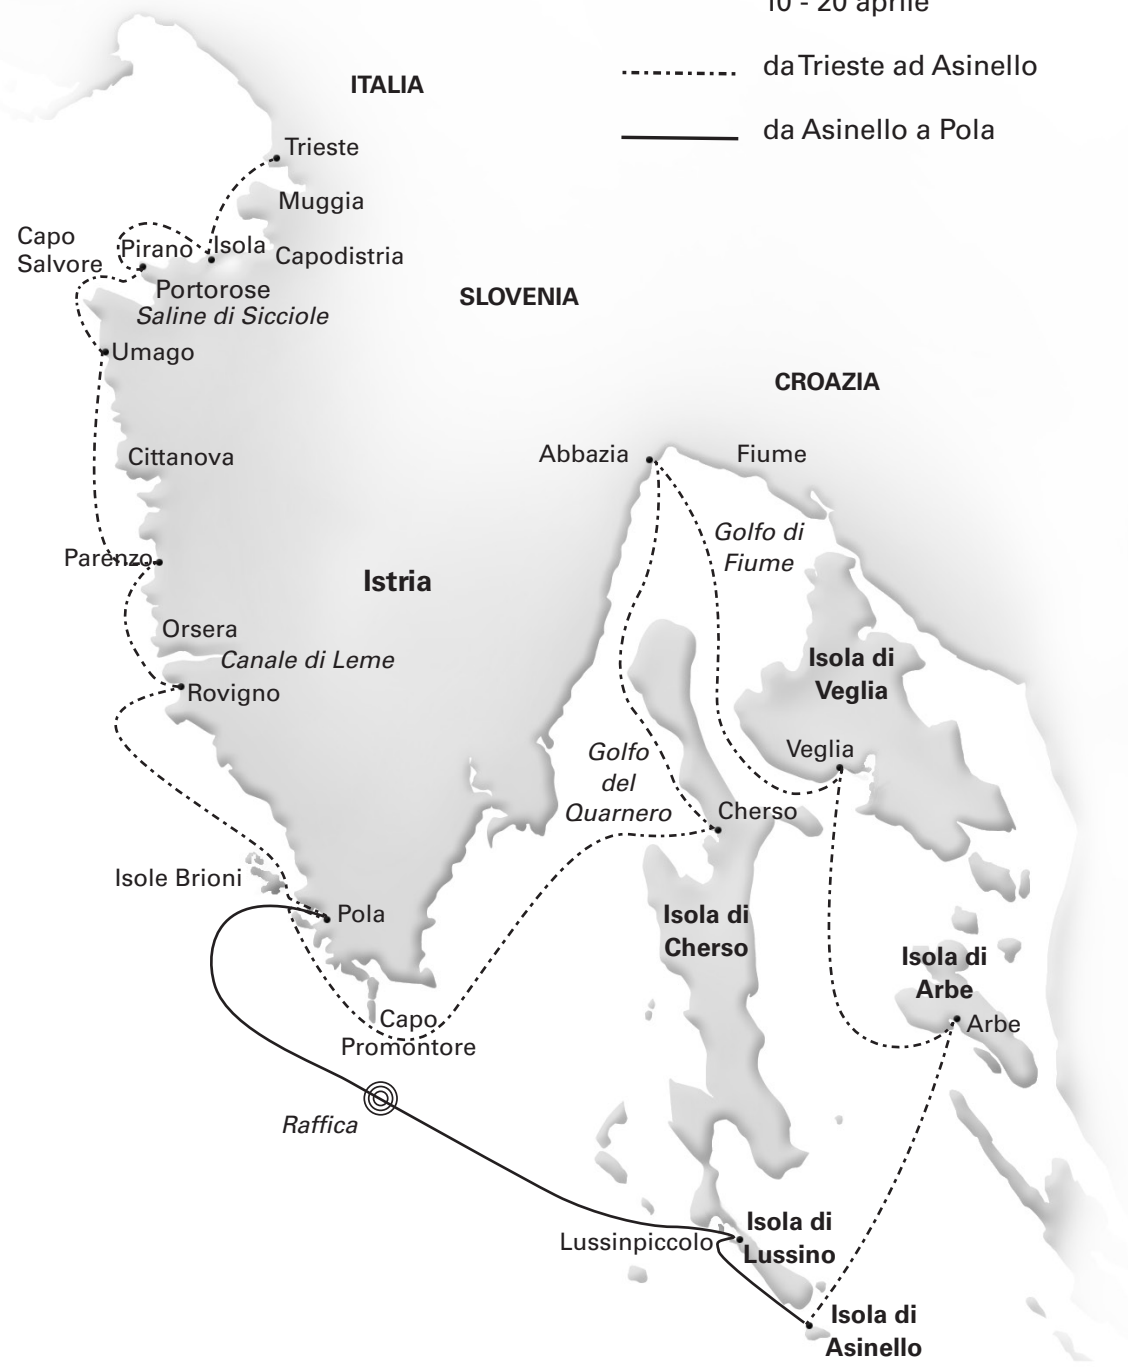 10 - 20 aprile
da Trieste ad Asinello
da Asinello a Pola
ITALIA
Trieste
Muggia
Capo
Salvore
Pirano
Isola
Capodistria
Portorose
Saline di Sicciole
SLOVENIA
Umago
CROAZIA
Cittanova
Abbazia
Fiume
Golfo di
Fiume
Parenzo
Istria
Orsera
Canale di Leme
Rovigno
Isola di
Veglia
Veglia
Golfo
del
Quarnero
Cherso
Isole Brioni
Pola
Isola di
Cherso
Isola di
Arbe
Arbe
Capo
Promontore
Raffica
Lussinpiccolo
Isola di
Lussino
Isola di
Asinello